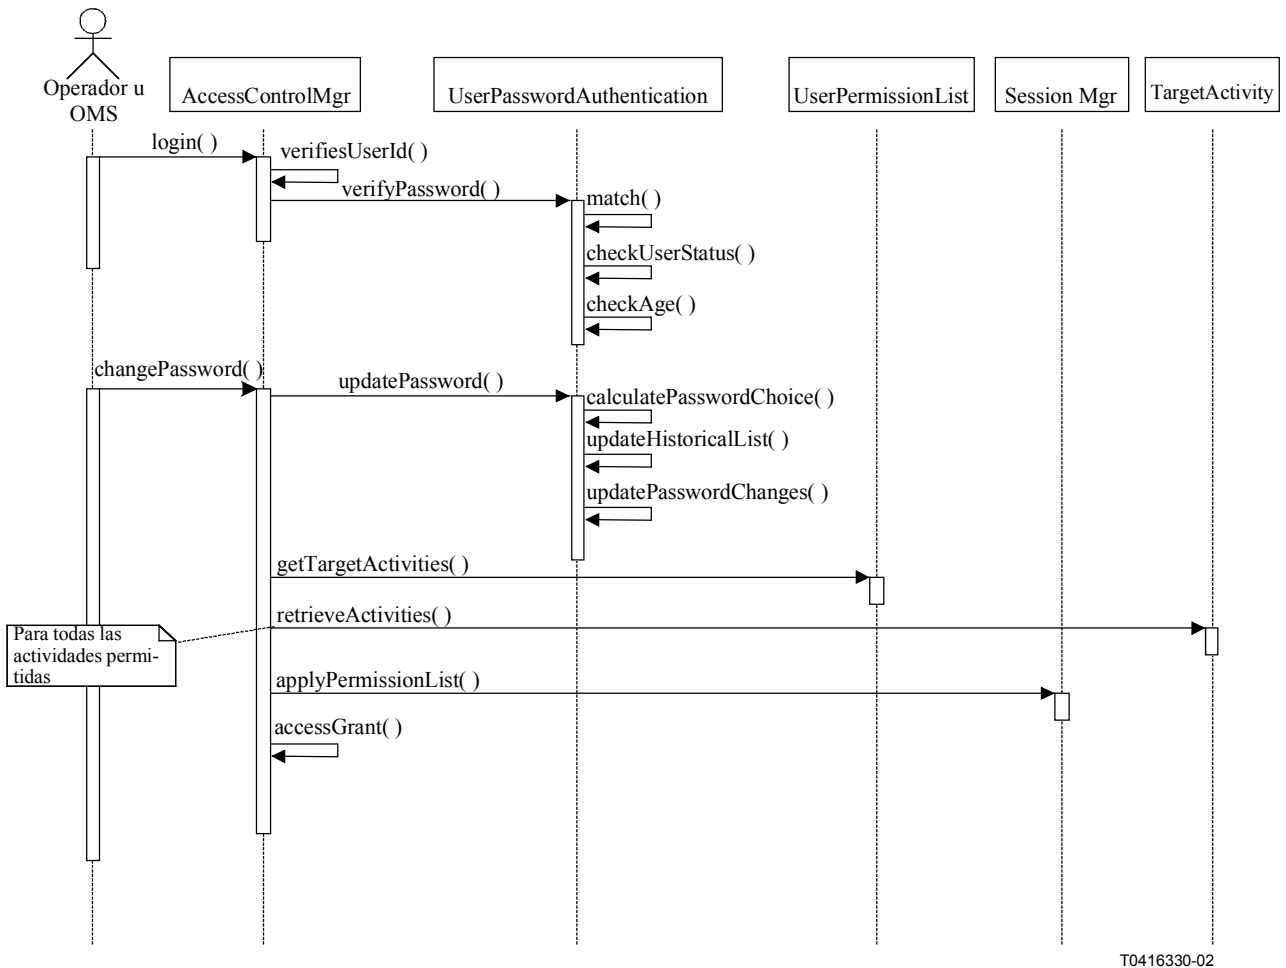 Operador u
OMS
AccessControlMgr
UserPasswordAuthentication
UserPermissionList
Session Mgr
TargetActivity
login( )
verifiesUserId( )
verifyPassword( )
match( )
checkUserStatus( )
checkAge( )
changePassword( )
updatePassword( )
calculatePasswordChoice( )
updateHistoricalList( )
updatePasswordChanges( )
getTargetActivities( )
retrieveActivities( )
Para todas las
actividades permi-
tidas
applyPermissionList( )
accessGrant( )
T0416330-02